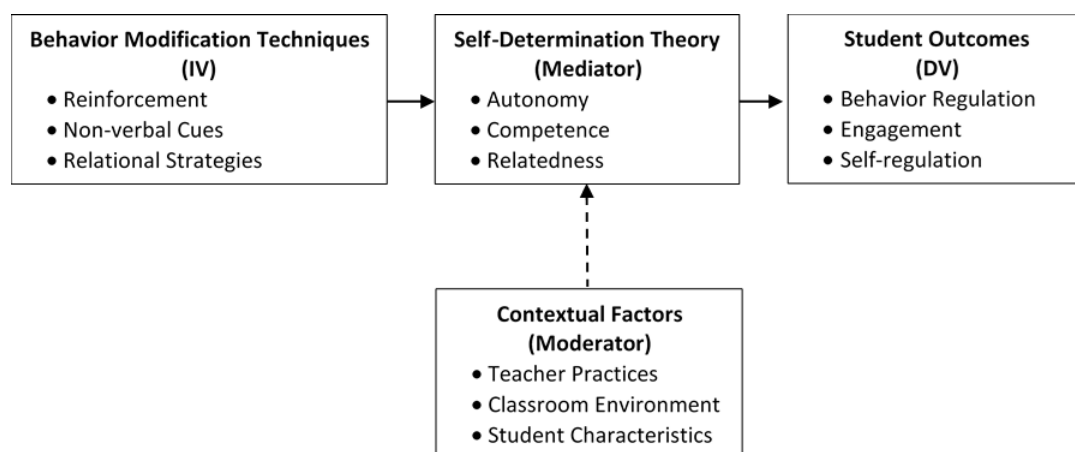 Behavior Modification Techniques
(IV)
• Reinforcement
• Non-verbal Cues
• Relational Strategies
Self-Determination Theory
(Mediator)
• Autonomy
• Competence
• Relatedness
Student Outcomes
(DV)
• Behavior Regulation
• Engagement
• Self-regulation
Contextual Factors
(Moderator)
• Teacher Practices
• Classroom Environment
• Student Characteristics